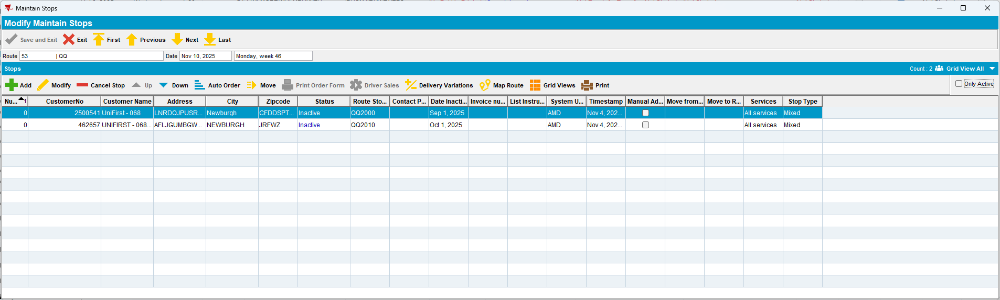 Maintain Stops
Modify Maintain Stops
Save and Exit Exit First Previous Next Last
Route 53 | QQ Date Nov 10, 2025 Monday, week 46
Stops Count : 2 Grid View All
Add Modify Cancel Stop Up Down Auto Order Move Print Order Form Driver Sales Delivery Variations Map Route Grid Views Print Only Active
Nu... 1 CustomerNo Customer Name Address City Zipcode Status Route Sto... Contact P... Date Inacti... Invoice nu... List Instru... System U... Timestamp Manual Ad... Move from... Move to R... Services Stop Type
0 2500541 UniFirst - 068 LNRDQJPUSR... Newburgh CFDDSPT... Inactive QQ2000 Sep 1, 2025 AMD Nov 4, 202... All services Mixed
0 462657 UNIFIRST - 068... AFLJGUMBGW... NEWBURGH JRFWZ Inactive QQ2010 Oct 1, 2025 AMD Nov 4, 202... All services Mixed